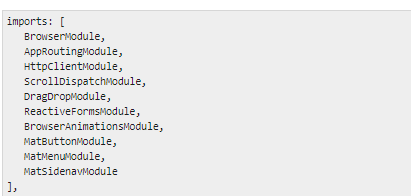 imports: [
BrowserModule,
AppRoutingModule,
HttpClientModule,
ScrollDispatchModule,
DragDropModule,
ReactiveFormsModule,
BrowserAnimationsModule,
MatButtonModule,
MatMenuModule,
MatSidenavModule
],